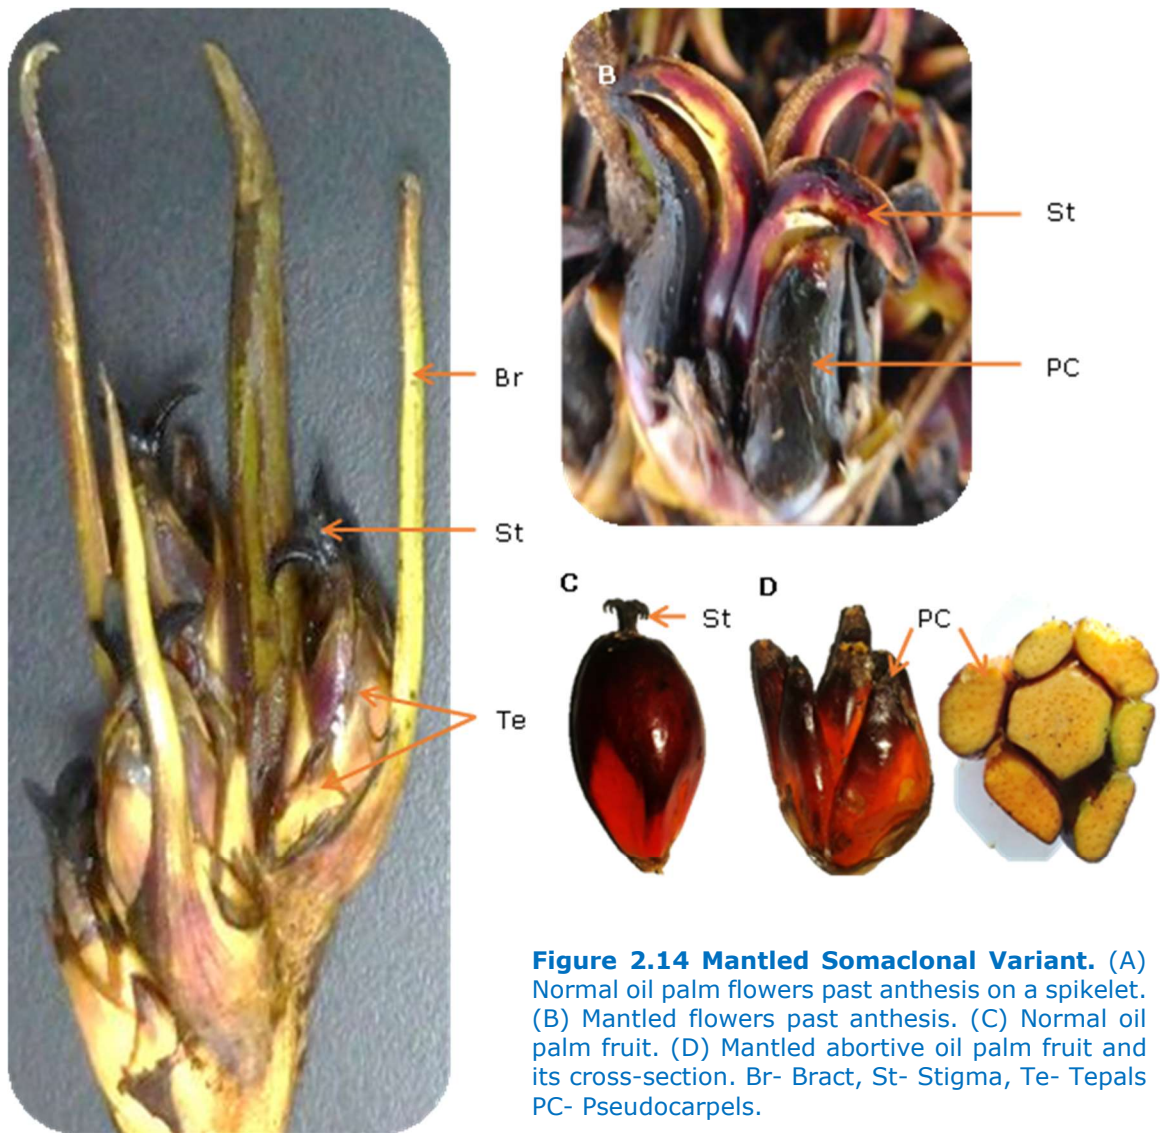 B
St
PC
Br
St
Te
C
D
St
PC
Figure 2.14 Mantled Somaclonal Variant. (A)
Normal oil palm flowers past anthesis on a spikelet.
(B) Mantled flowers past anthesis. (C) Normal oil
palm fruit. (D) Mantled abortive oil palm fruit and
its cross-section. Br- Bract, St- Stigma, Te- Tepals
PC- Pseudocarpels.